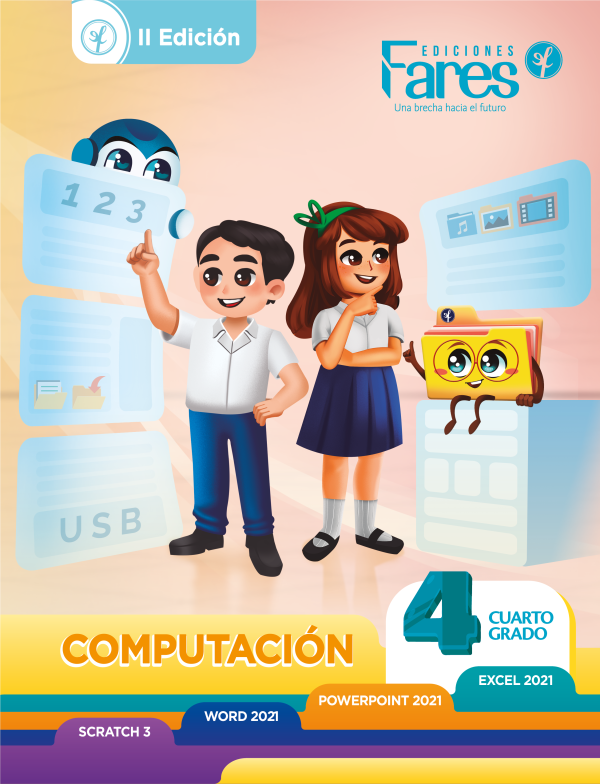 II Edición
EDICIONES
Fares
Una brecha hacia el futuro
1 2 3
USB
COMPUTACIÓN
4
CUARTO
GRADO
EXCEL 2021
POWERPOINT 2021
WORD 2021
SCRATCH 3